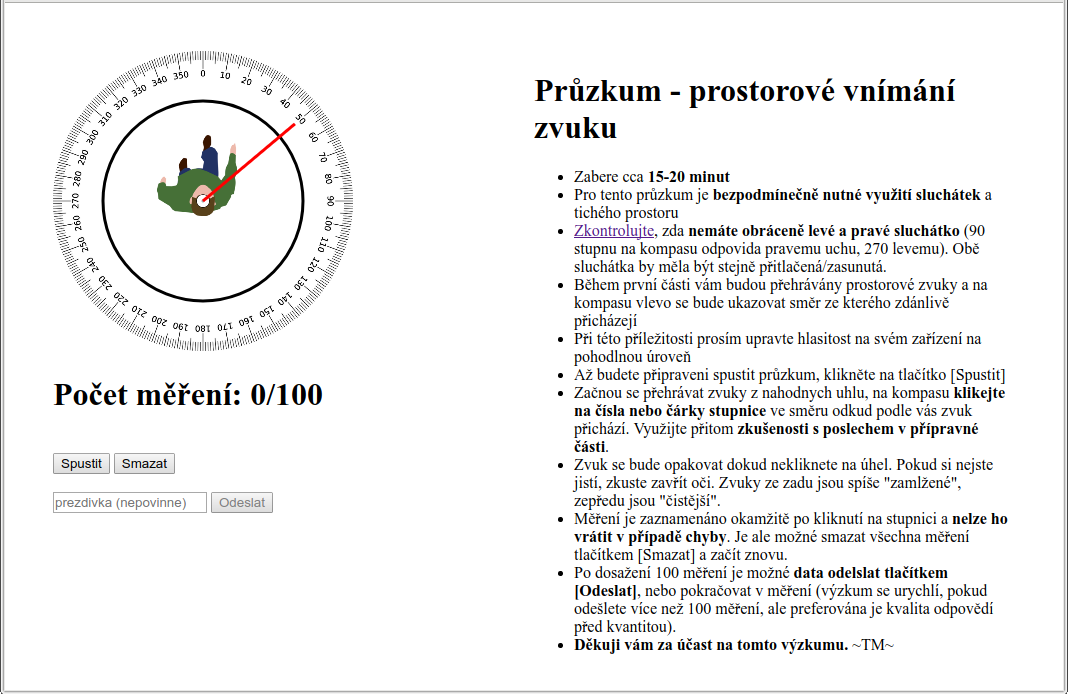 0
10
20
30
40
50
60
70
80
90
100
110
120
130
140
150
160
170
180
190
200
210
220
230
240
250
260
270
280
290
300
310
320
330
340
350
Počet měření: 0/100
Spustit Smazat
prezdivka (nepovinne) Odeslat
Průzkum - prostorové vnímání
zvuku
Zabere cca 15-20 minut
Pro tento průzkum je bezpodmínečně nutné využití sluchátek a
tichého prostoru
Zkontrolujte, zda nemáte obráceně levé a pravé sluchátko (90
stupnu na kompasu odpovida pravemu uchu, 270 levemu). Obě
sluchátka by měla být stejně přitlačená/zasunutá.
Během první části vám budou přehrávány prostorové zvuky a na
kompasu vlevo se bude ukazovat směr ze kterého zdánlivě
přicházejí
Při této příležitosti prosím upravte hlasitost na svém zařízení na
pohodlnou úroveň
Až budete připraveni spustit průzkum, klikněte na tlačítko [Spustit]
Začnou se přehrávat zvuky z nahodnych uhlu, na kompasu klikejte
na čísla nebo čárky stupnice ve směru odkud podle vás zvuk
přichází. Využijte přitom zkušenosti s poslechem v přípravné
části.
Zvuk se bude opakovat dokud nekliknete na úhel. Pokud si nejste
jistí, zkuste zavřít oči. Zvuky ze zadu jsou spíše "zamlžené",
zepředu jsou "čistější".
Měření je zaznamenáno okamžitě po kliknutí na stupnici a nelze ho
vrátit v případě chyby. Je ale možné smazat všechna měření
tlačítkem [Smazat] a začít znovu.
Po dosažení 100 měření je možné data odelslat tlačítkem
[Odeslat], nebo pokračovat v měření (výzkum se urychlí, pokud
odešlete více než 100 měření, ale preferována je kvalita odpovědí
před kvantitou).
Děkuji vám za účast na tomto výzkumu. ~TM~